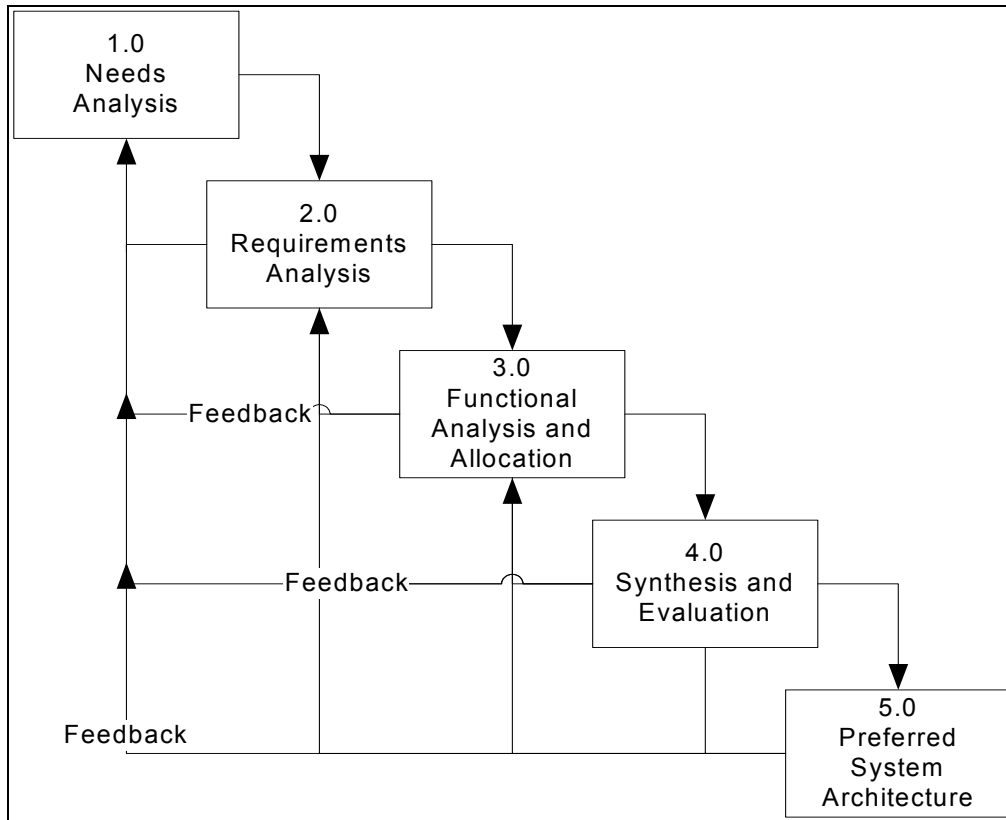 1.0
Needs
Analysis
2.0
Requirements
Analysis
3.0
Functional
Analysis and
Allocation
Feedback
4.0
Synthesis and
Evaluation
Feedback
5.0
Preferred
System
Architecture
Feedback